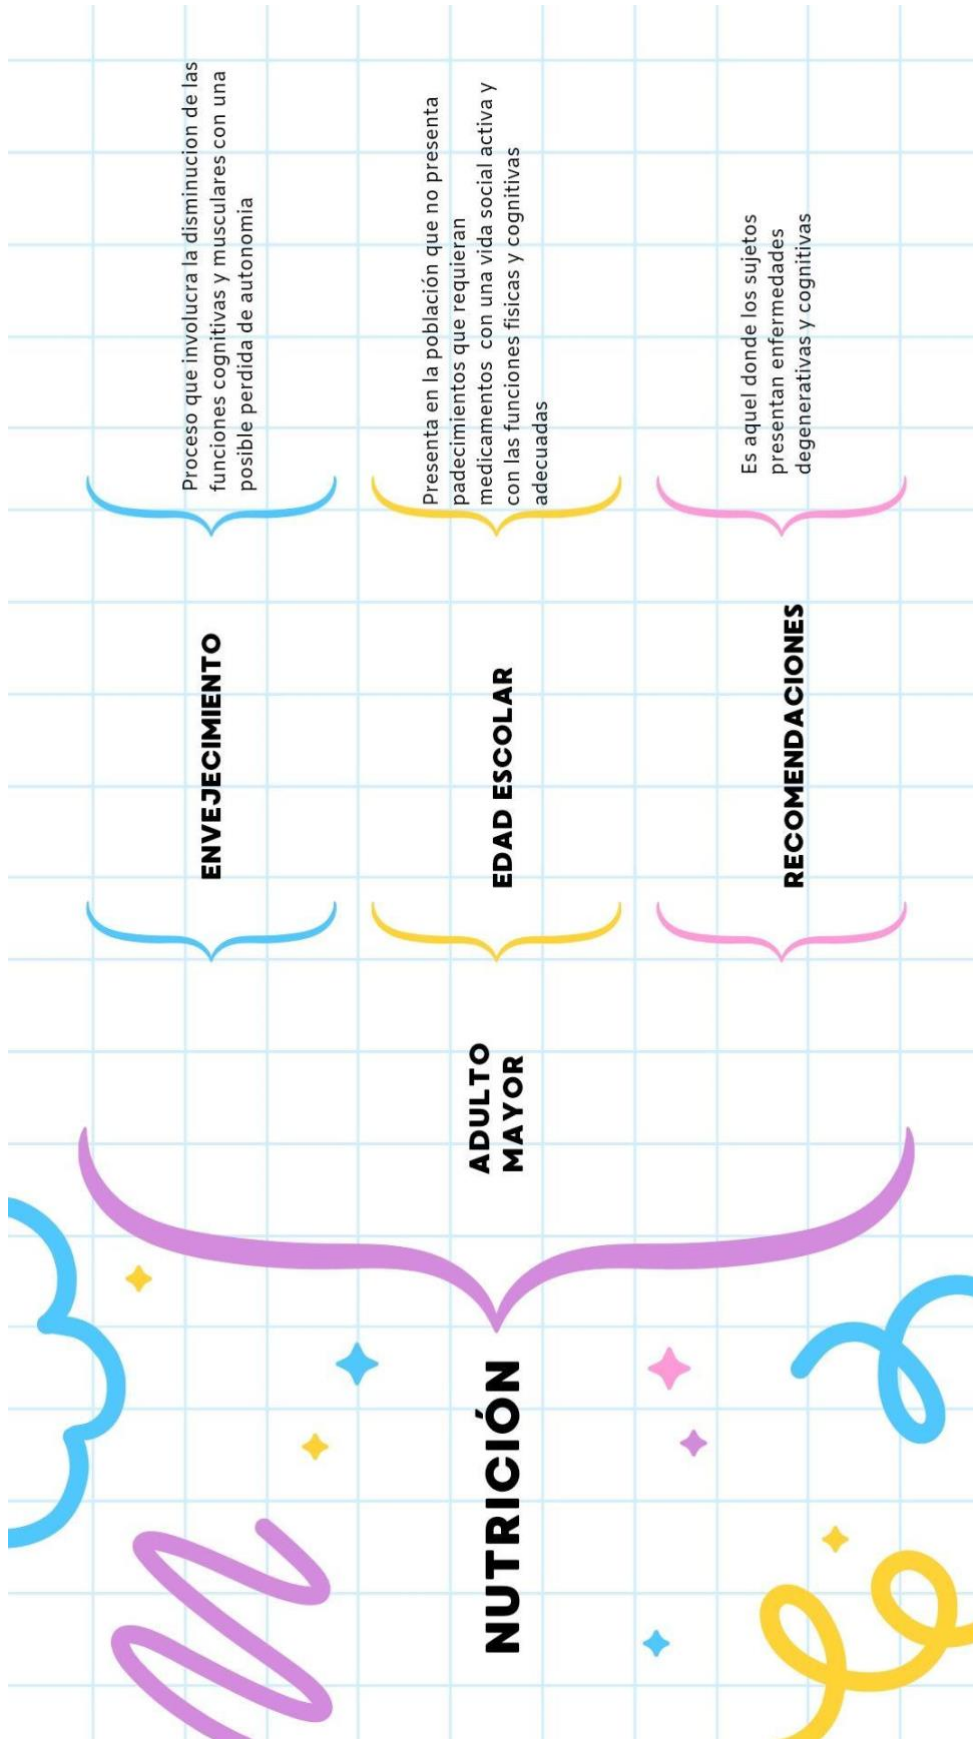 NUTRICIÓN
ADULTO
MAYOR
ENVEJECIMIENTO
Proceso que involucra la disminucion de las
funciones cognitivas y musculares con una
posible perdida de autonomia
EDAD ESCOLAR
Presenta en la población que no presenta
padecimientos que requieran
medicamentos con una vida social activa y
con las funciones fisicas y cognitivas
adecuadas
RECOMENDACIONES
Es aquel donde los sujetos
presentan enfermedades
degenerativas y cognitivas